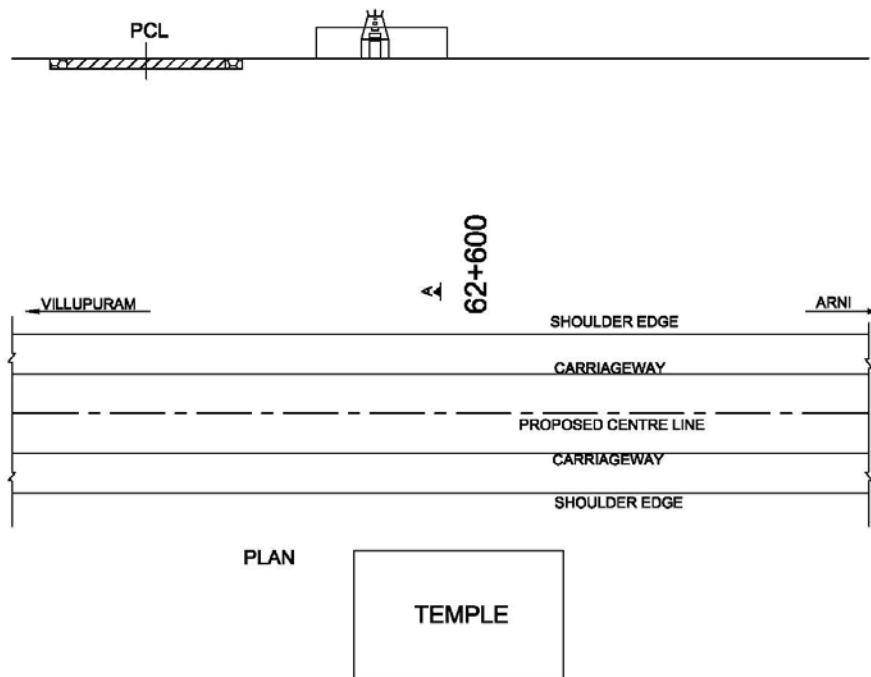 PCL
A
62+600
VILLUPURAM
ARNI
SHOULDER EDGE
CARRIAGEWAY
PROPOSED CENTRE LINE
CARRIAGEWAY
SHOULDER EDGE
PLAN
TEMPLE